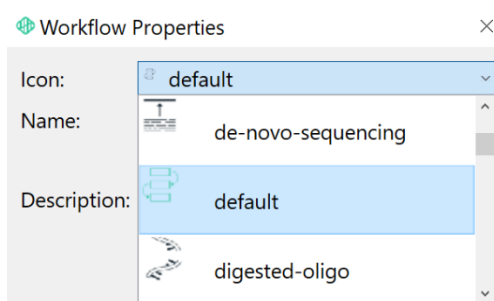 Workflow Properties
Icon:
default
Name:
de-novo-sequencing
Description:
default
digested-oligo